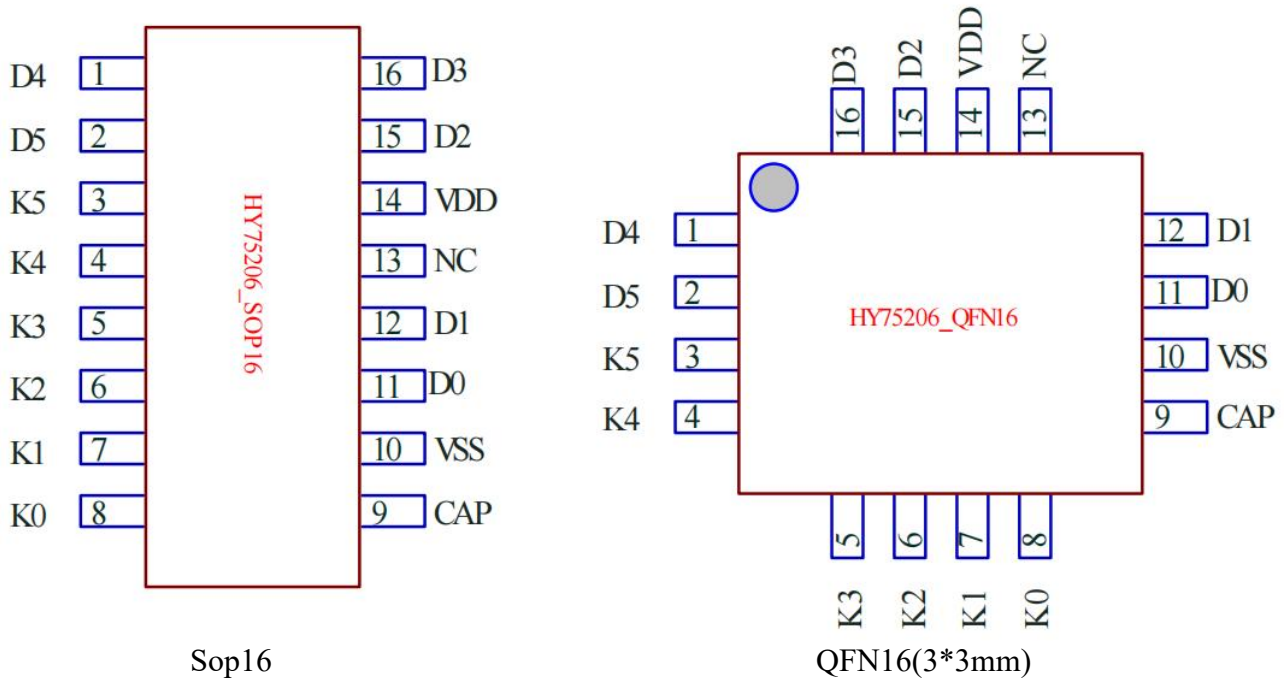 D4 1 16 D3
D5 2 15 D2
K5 3 14 VDD
K4 4 13 NC
K3 5 12 D1
K2 6 11 D0
K1 7 10 VSS
K0 8 9 CAP
HY75206_SOP16
Sop16
D3 D2 VDD NC
16 15 14 13
D4 1 12 D1
D5 2 11 D0
K5 3 10 VSS
K4 4 9 CAP
HY75206_QFN16
5 6 7 8
K3 K2 K1 K0
QFN16(3*3mm)